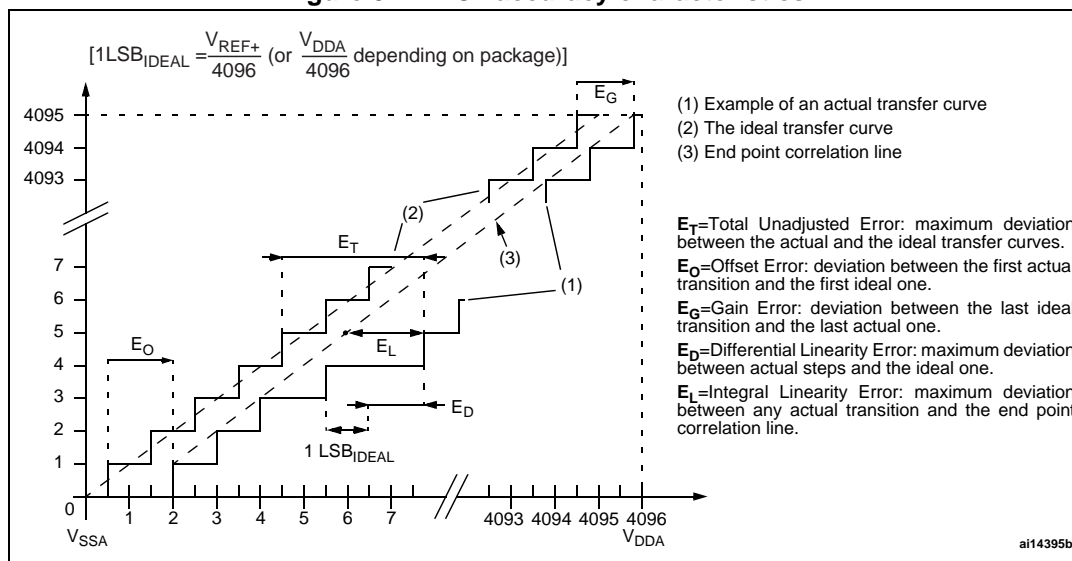 Figure accuracy characteristics
[1LSBIDEAL = VREF+ / 4096 (or VDDA / 4096 depending on package)]
EG
4095
4094
4093
7
6
5
4
3
2
1
0
(2)
ET
(3)
(1)
EO
EL
ED
1 LSBIDEAL
1 2 3 4 5 6 7 4093 4094 4095 4096
VSSA
VDDA
(1) Example of an actual transfer curve
(2) The ideal transfer curve
(3) End point correlation line
ET=Total Unadjusted Error: maximum deviation
between the actual and the ideal transfer curves.
EO=Offset Error: deviation between the first actual
transition and the first ideal one.
EG=Gain Error: deviation between the last ideal
transition and the last actual one.
ED=Differential Linearity Error: maximum deviation
between actual steps and the ideal one.
EL=Integral Linearity Error: maximum deviation
between any actual transition and the end point
correlation line.
ai14395b